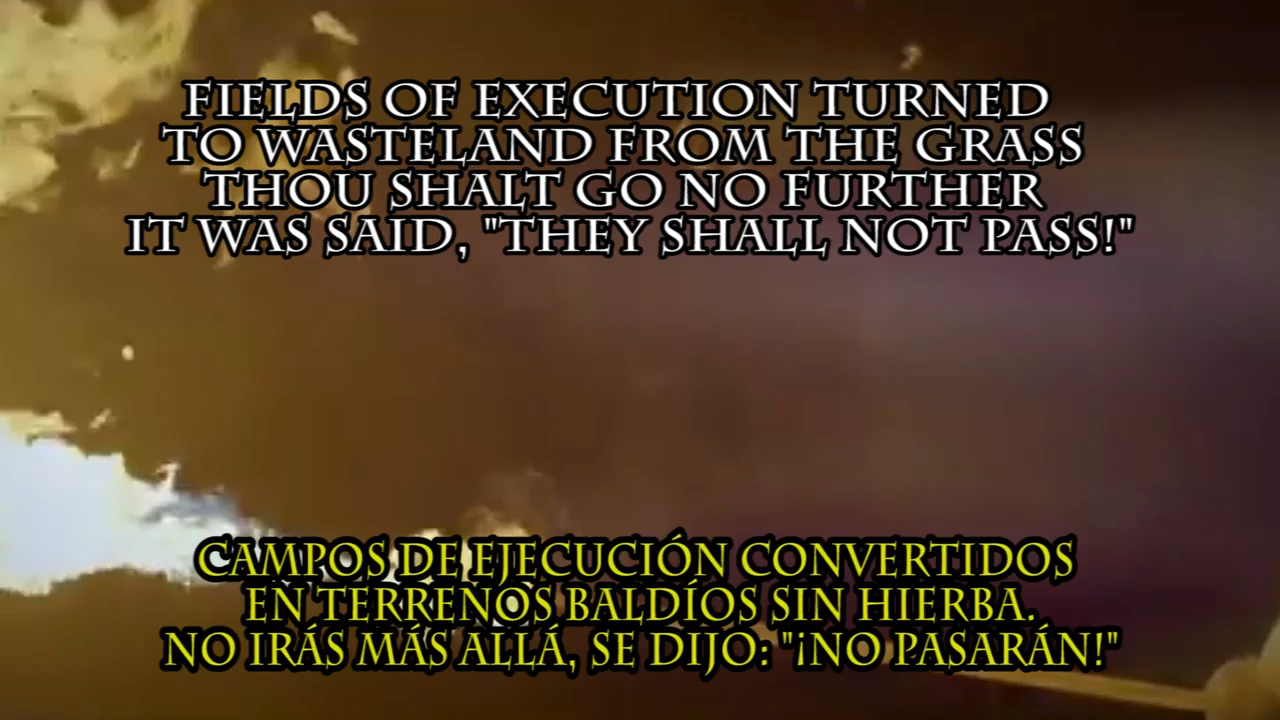 FIELDS OF EXECUTION TURNED
TO WASTELAND FROM THE GRASS
THOU SHALT GO NO FURTHER
IT WAS SAID, "THEY SHALL NOT PASS!"
CAMPOS DE EJECUCIÓN CONVERTIDOS
EN TERRENOS BALDÍOS SIN HIERBA.
NO IRÁS MÁS ALLÁ, SE DIJO: "¡NO PASARÁN!"